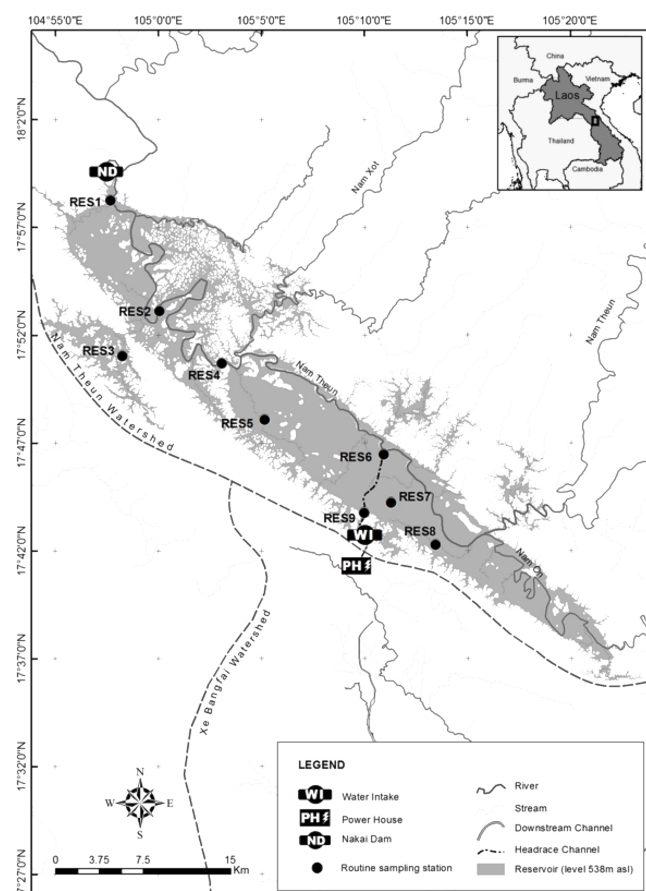 104°55'0"E 105°0'0"E 105°5'0"E 105°10'0"E 105°15'0"E 105°20'0"E
18°2'0"N
17°57'0"N
17°52'0"N
17°47'0"N
17°42'0"N
17°37'0"N
17°32'0"N
17°27'0"N
China
Burma
Vietnam
Laos
Thailand
Cambodia
ND
RES1
Nam Xot
RES2
Nam Theun
RES3
RES4
Nam Theun
Nam Theun Watershed
RES5
RES6
RES7
RES9
RES8
WI
PH
Nam On
Xe Bangfai Watershed
N
W E
S
0 3.75 7.5 15
Km
LEGEND
WI Water Intake
PH Power House
ND Nakai Dam
Routine sampling station
River
Stream
Downstream Channel
Headrace Channel
Reservoir (level 538m asl)